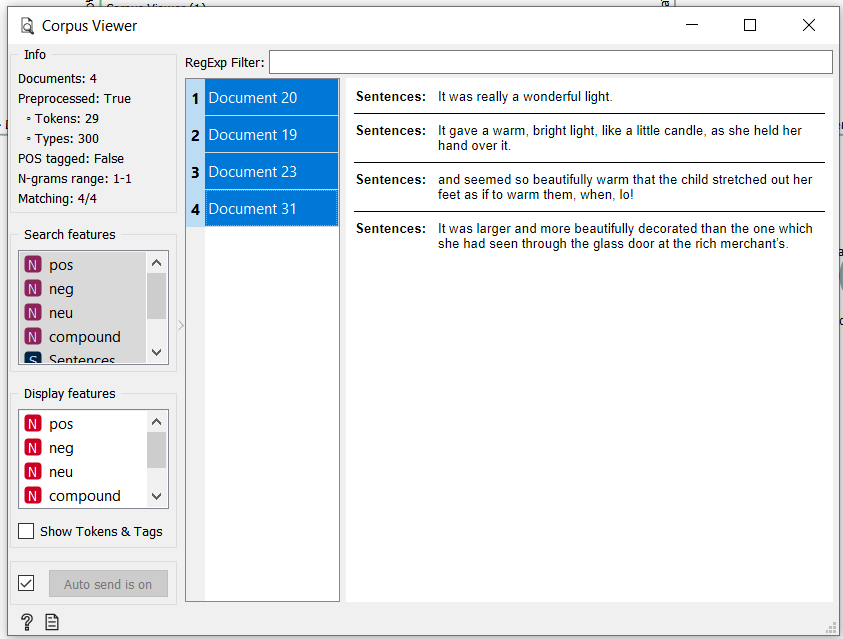 Corpus Viewer (1)
Corpus Viewer
Info
Documents: 4
Preprocessed: True
◦ Tokens: 29
◦ Types: 300
POS tagged: False
N-grams range: 1-1
Matching: 4/4
Search features
N pos
N neg
N neu
N compound
S Sentences
Display features
N pos
N neg
N neu
N compound
Show Tokens & Tags
Auto send is on
?
RegExp Filter:
1 Document 20
2 Document 19
3 Document 23
4 Document 31
Sentences: It was really a wonderful light.
Sentences: It gave a warm, bright light, like a little candle, as she held her
hand over it.
Sentences: and seemed so beautifully warm that the child stretched out her
feet as if to warm them, when, lo!
Sentences: It was larger and more beautifully decorated than the one which
she had seen through the glass door at the rich merchant's.